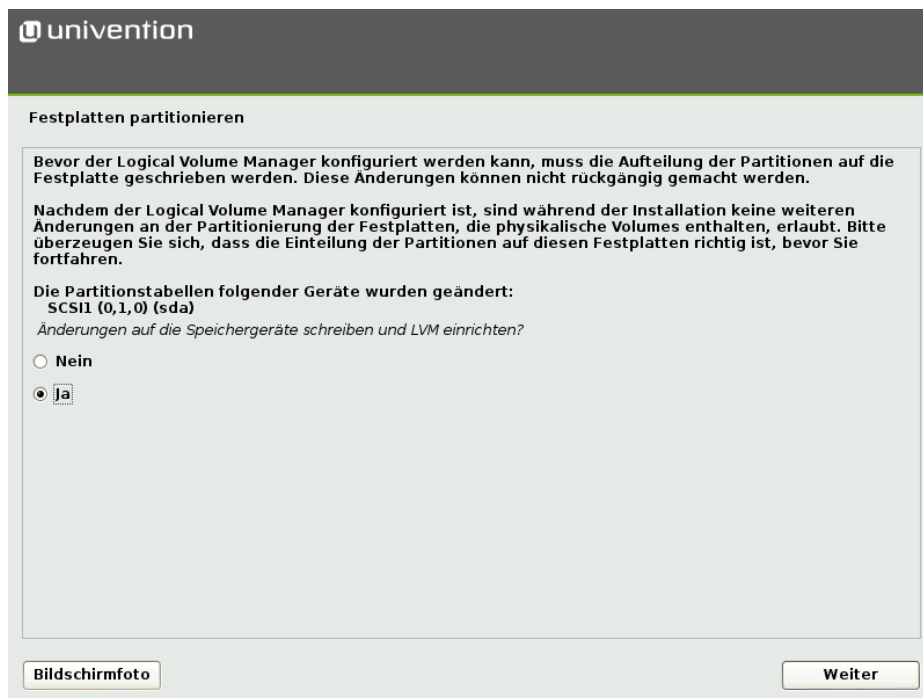 univention
Festplatten partitionieren
Bevor der Logical Volume Manager konfiguriert werden kann, muss die Aufteilung der Partitionen auf die
Festplatte geschrieben werden. Diese Änderungen können nicht rückgängig gemacht werden.
Nachdem der Logical Volume Manager konfiguriert ist, sind während der Installation keine weiteren
Änderungen an der Partitionierung der Festplatten, die physikalische Volumes enthalten, erlaubt. Bitte
überzeugen Sie sich, dass die Einteilung der Partitionen auf diesen Festplatten richtig ist, bevor Sie
fortfahren.
Die Partitionstabellen folgender Geräte wurden geändert:
SCSI1 (0,1,0) (sda)
Änderungen auf die Speichergeräte schreiben und LVM einrichten?
Nein
Ja
Bildschirmfoto
Weiter